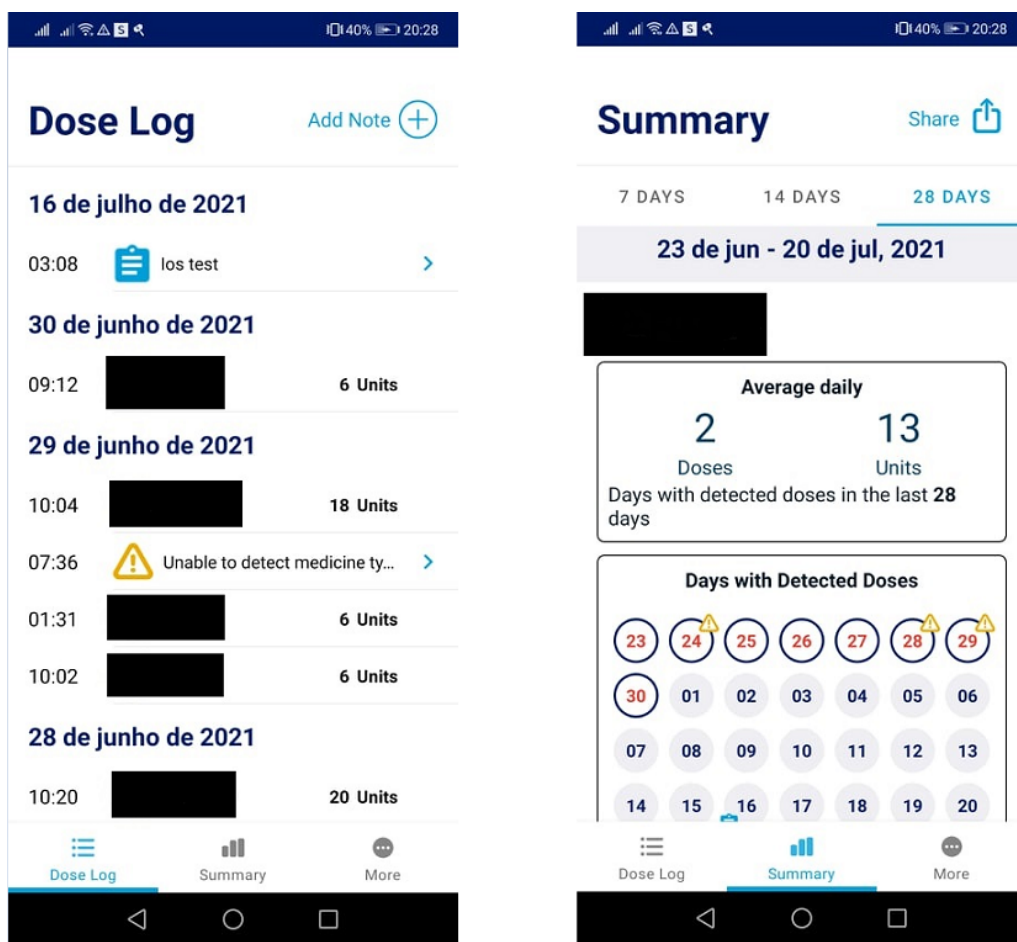 40% 20:28
Dose Log
Add Note
16 de julho de 2021
03:08 Ios test
30 de junho de 2021
09:12 6 Units
29 de junho de 2021
10:04 18 Units
07:36 Unable to detect medicine ty...
01:31 6 Units
10:02 6 Units
28 de junho de 2021
10:20 20 Units
Dose Log Summary More
S 40% 20:28
Summary
Share
7 DAYS 14 DAYS 28 DAYS
23 de jun - 20 de jul, 2021
Average daily
2 13
Doses Units
Days with detected doses in the last 28
days
Days with Detected Doses
23 24 25 26 27 28 29
30 01 02 03 04 05 06
07 08 09 10 11 12 13
14 15 16 17 18 19 20
Dose Log Summary More